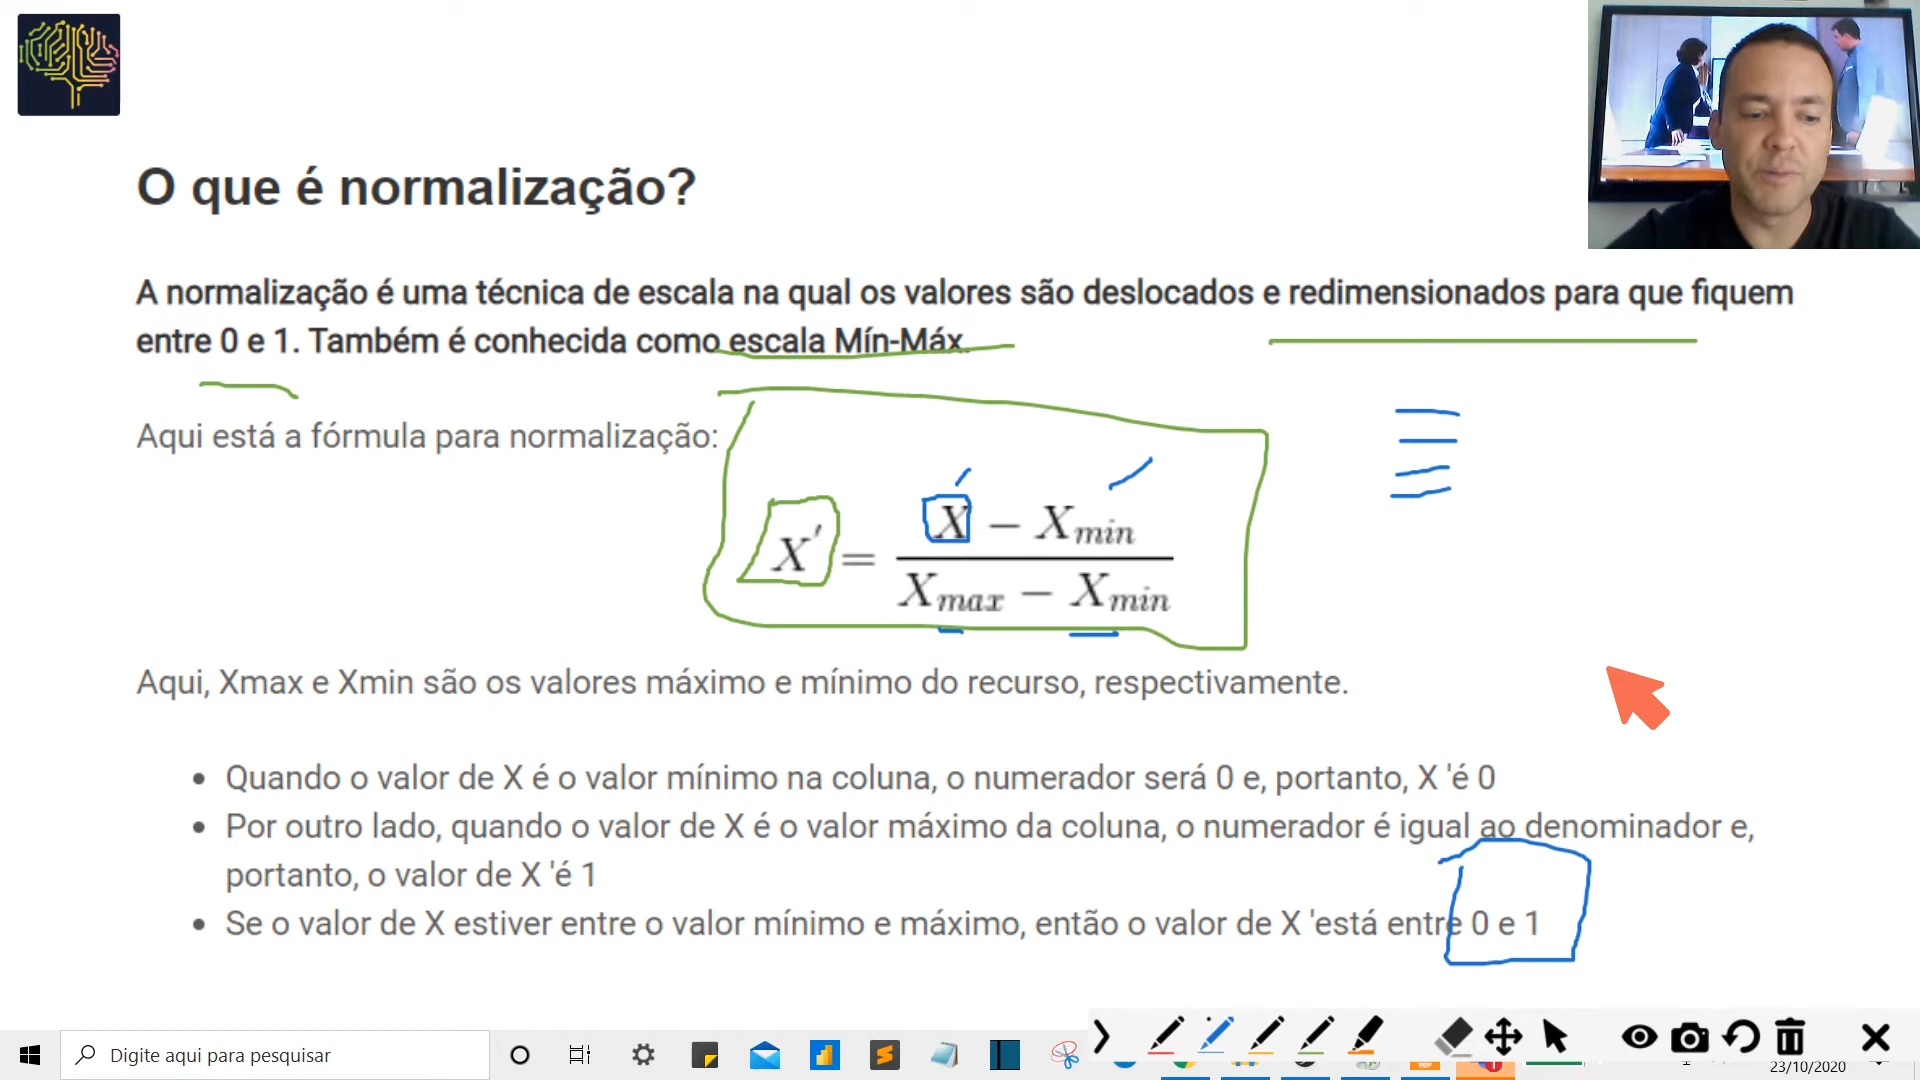 O que é normalização?
A normalização é uma técnica de escala na qual os valores são deslocados e redimensionados para que fiquem
entre 0 e 1. Também é conhecida como escala Mín-Máx.
Aqui está a fórmula para normalização:
X' = (X − Xmin) / (Xmax − Xmin)
Aqui, Xmax e Xmin são os valores máximo e mínimo do recurso, respectivamente.
• Quando o valor de X é o valor mínimo na coluna, o numerador será 0 e, portanto, X 'é 0
• Por outro lado, quando o valor de X é o valor máximo da coluna, o numerador é igual ao denominador e,
portanto, o valor de X 'é 1
• Se o valor de X estiver entre o valor mínimo e máximo, então o valor de X 'está entre 0 e 1
Digite aqui para pesquisar
23/10/2020